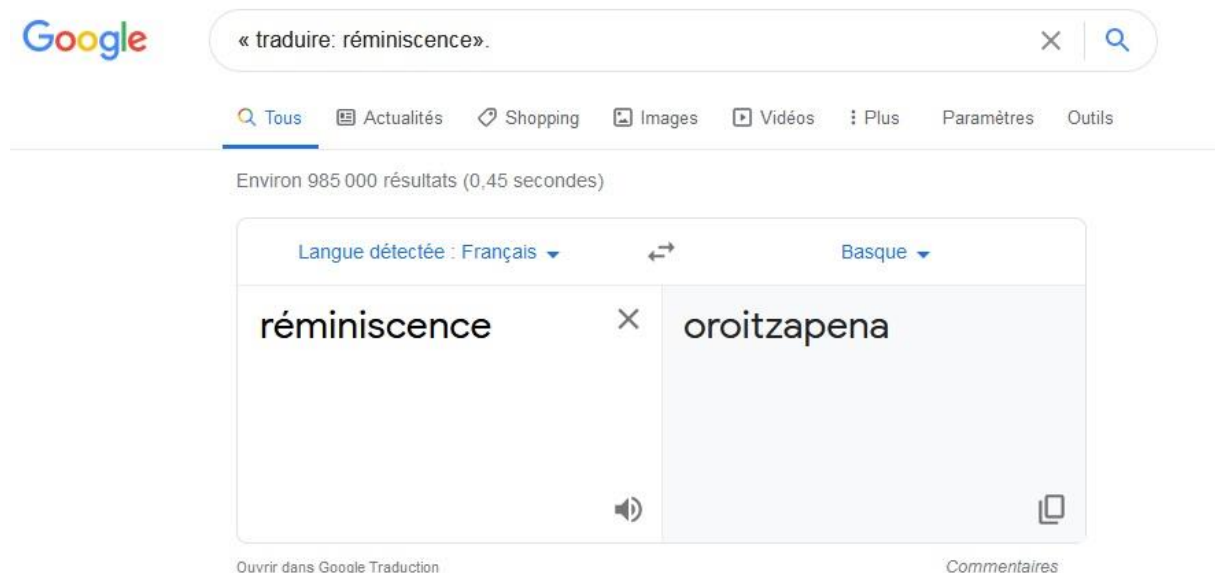 Google « traduire: réminiscence».
Tous Actualités Shopping Images Vidéos Plus Paramètres Outils
Environ 985 000 résultats (0,45 secondes)
Langue détectée : Français Basque
réminiscence oroitzapena
Ouvrir dans Google Traduction Commentaires